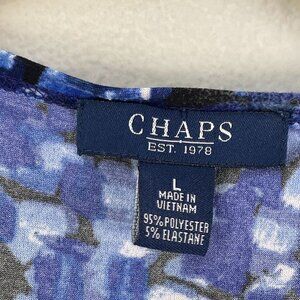 CHAPS
EST. 1978
L
MADE IN
VIETNAM
95% POLYESTER
5% ELASTANE